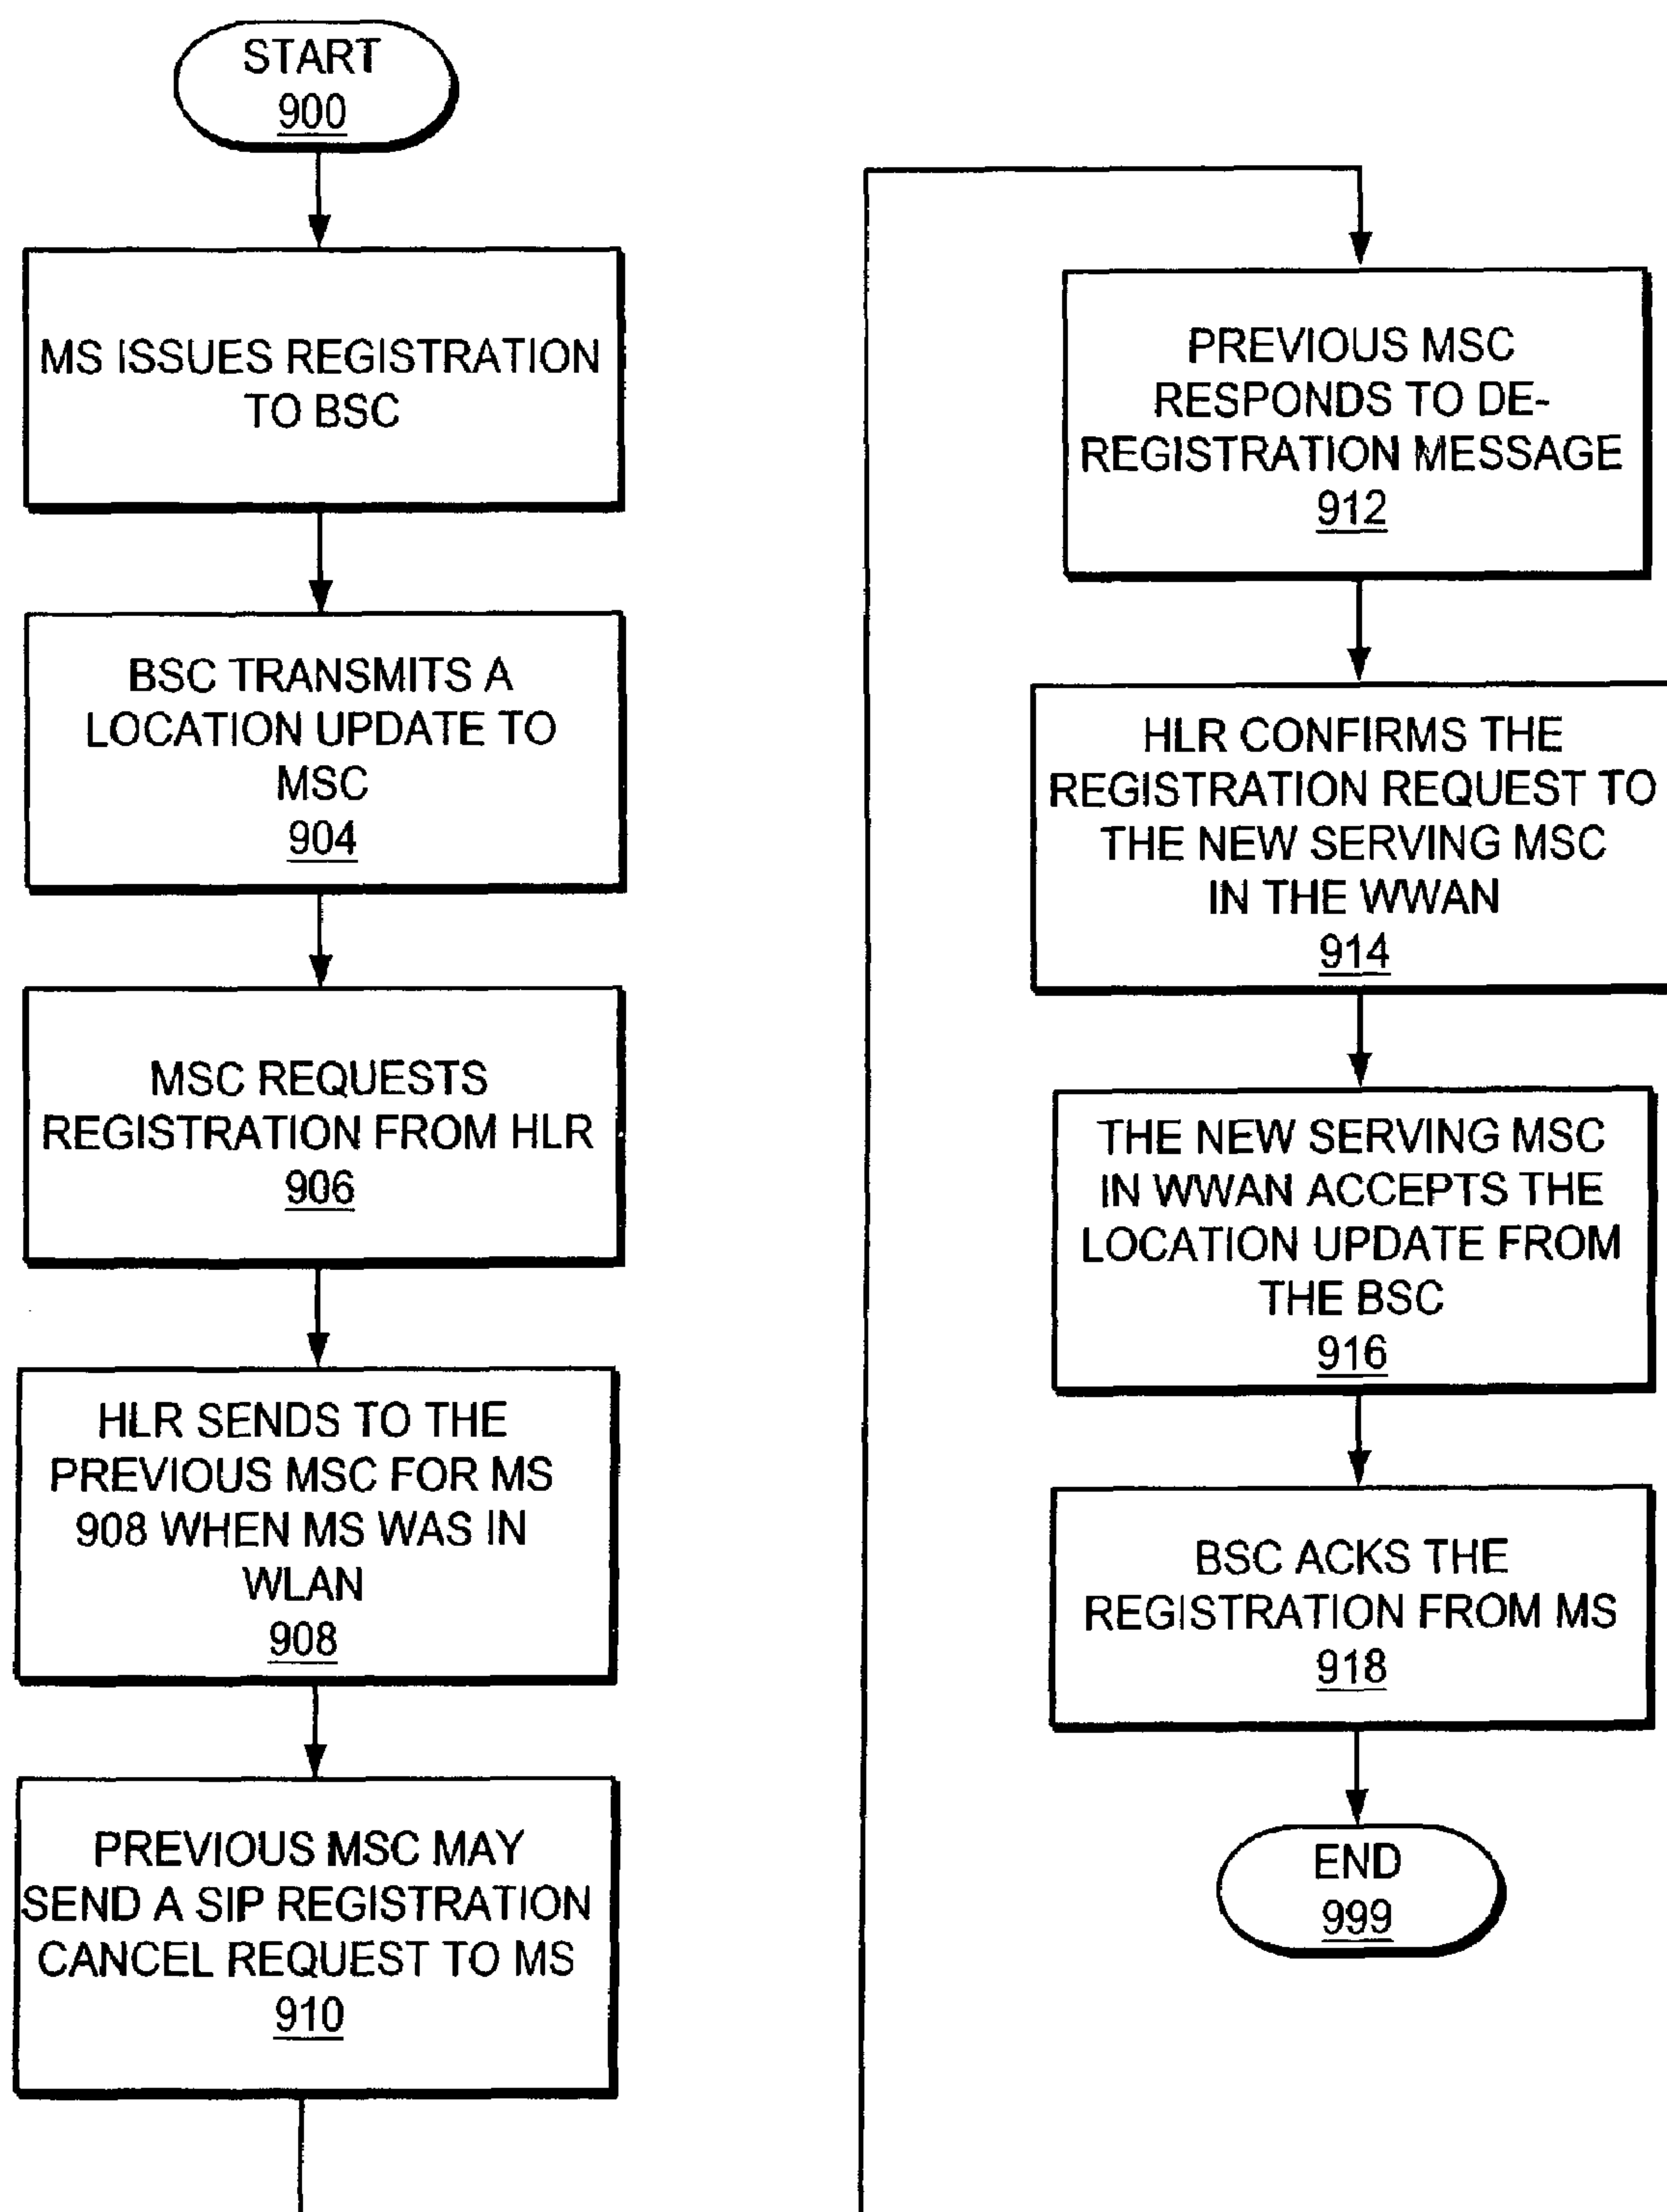 START
900
MS ISSUES REGISTRATION
TO BSC
BSC TRANSMITS A
LOCATION UPDATE TO
MSC
904
MSC REQUESTS
REGISTRATION FROM HLR
906
HLR SENDS TO THE
PREVIOUS MSC FOR MS
908 WHEN MS WAS IN
WLAN
908
PREVIOUS MSC MAY
SEND A SIP REGISTRATION
CANCEL REQUEST TO MS
910
PREVIOUS MSC
RESPONDS TO DE-
REGISTRATION MESSAGE
912
HLR CONFIRMS THE
REGISTRATION REQUEST TO
THE NEW SERVING MSC
IN THE WWAN
914
THE NEW SERVING MSC
IN WWAN ACCEPTS THE
LOCATION UPDATE FROM
THE BSC
916
BSC ACKS THE
REGISTRATION FROM MS
918
END
999